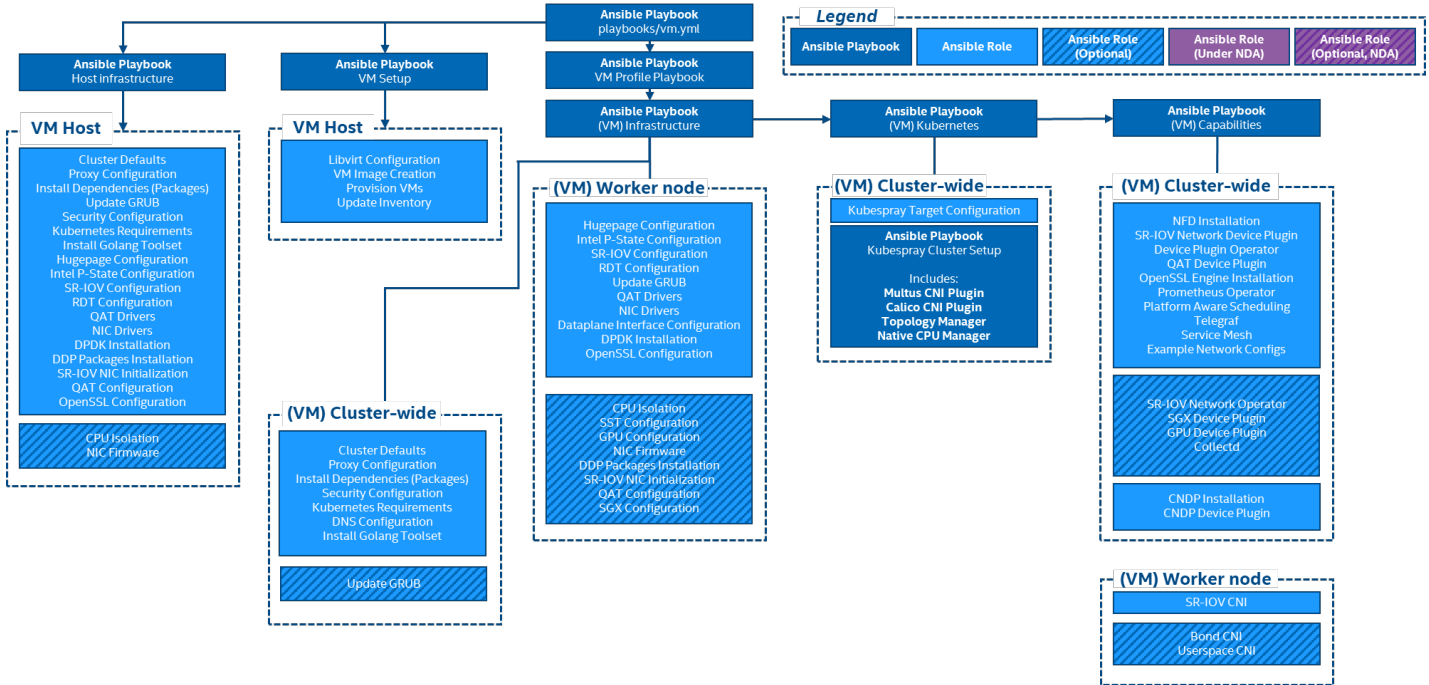 Ansible Playbook
playbooks/vm.yml
Legend
Ansible Playbook
Ansible Role
Ansible Role
(Optional)
Ansible Role
(Under NDA)
Ansible Role
(Optional, NDA)
Ansible Playbook
Host infrastructure
Ansible Playbook
VM Setup
Ansible Playbook
VM Profile Playbook
Ansible Playbook
(VM) Infrastructure
Ansible Playbook
(VM) Kubernetes
Ansible Playbook
(VM) Capabilities
VM Host
Cluster Defaults
Proxy Configuration
Install Dependencies (Packages)
Update GRUB
Security Configuration
Kubernetes Requirements
Install Golang Toolset
Hugepage Configuration
Intel P-State Configuration
SR-IOV Configuration
RDT Configuration
QAT Drivers
NIC Drivers
DPDK Installation
DDP Packages Installation
SR-IOV NIC Initialization
QAT Configuration
OpenSSL Configuration
CPU Isolation
NIC Firmware
VM Host
Libvirt Configuration
VM Image Creation
Provision VMs
Update Inventory
(VM) Cluster-wide
Cluster Defaults
Proxy Configuration
Install Dependencies (Packages)
Security Configuration
Kubernetes Requirements
DNS Configuration
Install Golang Toolset
Update GRUB
(VM) Worker node
Hugepage Configuration
Intel P-State Configuration
SR-IOV Configuration
RDT Configuration
Update GRUB
QAT Drivers
NIC Drivers
Dataplane Interface Configuration
DPDK Installation
OpenSSL Configuration
CPU Isolation
SST Configuration
GPU Configuration
NIC Firmware
DDP Packages Installation
SR-IOV NIC Initialization
QAT Configuration
SGX Configuration
(VM) Cluster-wide
Kubespray Target Configuration
Ansible Playbook
Kubespray Cluster Setup
Includes:
Multus CNI Plugin
Calico CNI Plugin
Topology Manager
Native CPU Manager
(VM) Cluster-wide
NFD Installation
SR-IOV Network Device Plugin
Device Plugin Operator
QAT Device Plugin
OpenSSL Engine Installation
Prometheus Operator
Platform Aware Scheduling
Telegraf
Service Mesh
Example Network Configs
SR-IOV Network Operator
SGX Device Plugin
GPU Device Plugin
Collectd
CNDP Installation
CNDP Device Plugin
(VM) Worker node
SR-IOV CNI
Bond CNI
Userspace CNI